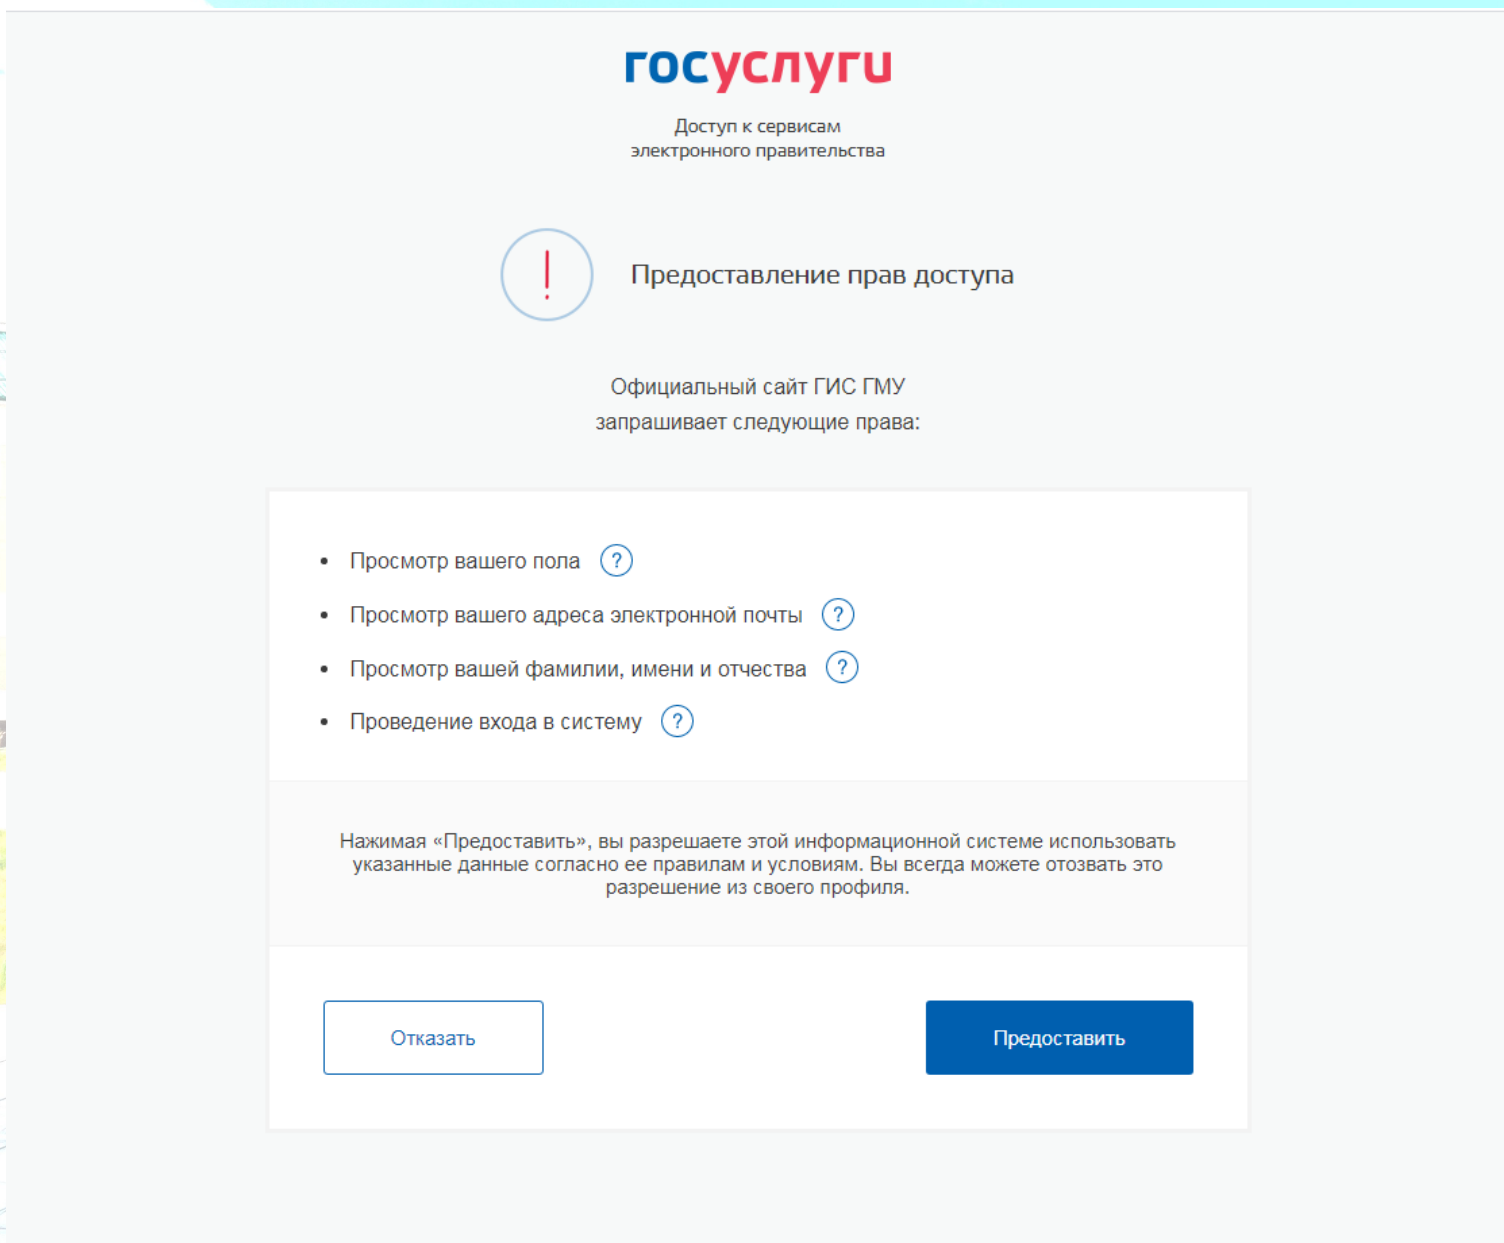 госуслуги
Доступ к сервисам
электронного правительства
Предоставление прав доступа
Официальный сайт ГИС ГМУ
запрашивает следующие права:
• Просмотр вашего пола ?
• Просмотр вашего адреса электронной почты ?
• Просмотр вашей фамилии, имени и отчества ?
• Проведение входа в систему ?
Нажимая «Предоставить», вы разрешаете этой информационной системе использовать
указанные данные согласно ее правилам и условиям. Вы всегда можете отозвать это
разрешение из своего профиля.
Отказать
Предоставить